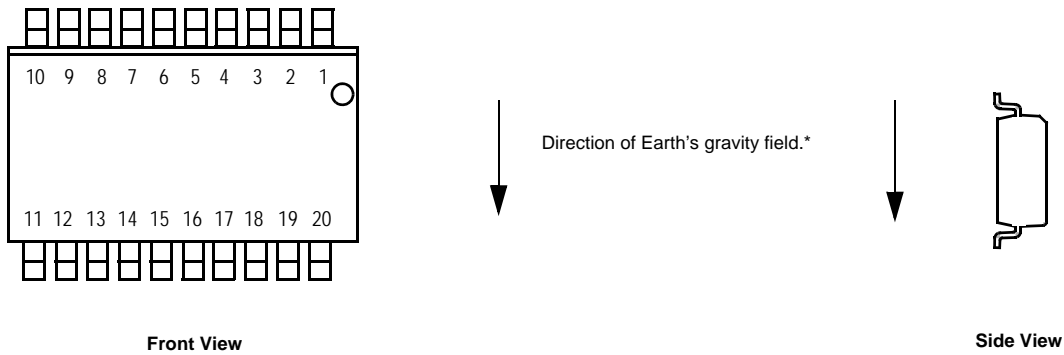 10 9 8 7 6 5 4 3 2 1
Direction of Earth's gravity field.*
11 12 13 14 15 16 17 18 19 20
Front View
Side View